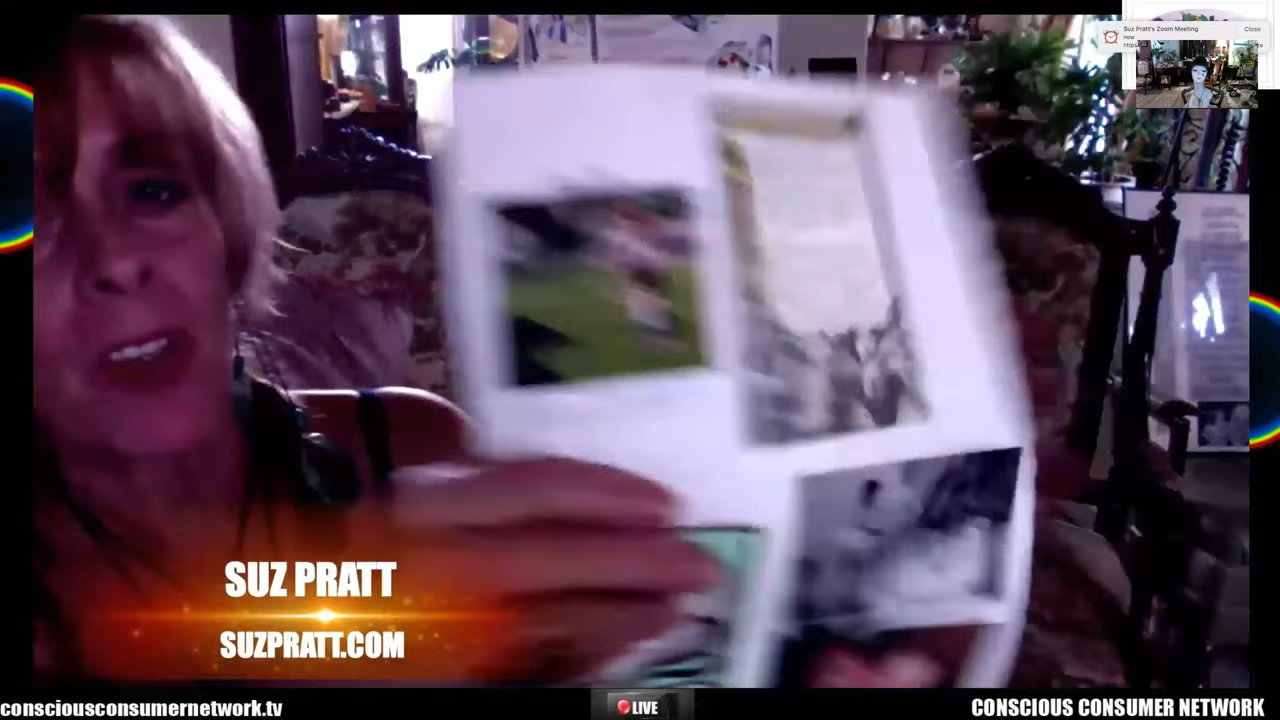 Suz Pratt's Zoom Meeting
Close
now
SUZ PRATT
SUZPRATT.COM
consciousconsumernetwork.tv
LIVE
CONSCIOUS CONSUMER NETWORK